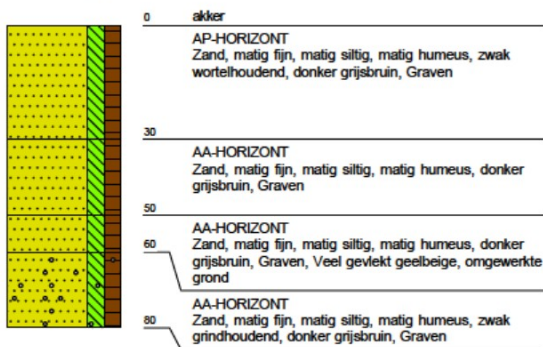 0 akker
AP-HORIZONT
Zand, matig fijn, matig siltig, matig humeus, zwak
wortelhoudend, donker grijsbruin, Graven
30
AA-HORIZONT
Zand, matig fijn, matig siltig, matig humeus, donker
grijsbruin, Graven
50
AA-HORIZONT
Zand, matig fijn, matig siltig, matig humeus, donker
60
grijsbruin, Graven, Veel gevlekt geelbeige, omgewerkte
grond
AA-HORIZONT
Zand, matig fijn, matig siltig, matig humeus, zwak
80
grindhoudend, donker grijsbruin, Graven